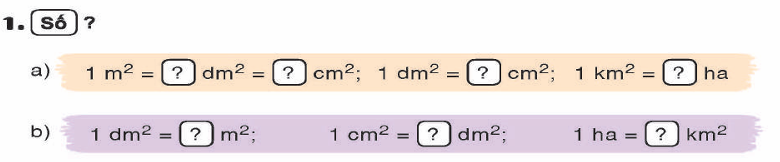 1. Số ?
a) 1 m² = ? dm² = ? cm²; 1 dm² = ? cm²; 1 km² = ? ha
b) 1 dm² = ? m²; 1 cm² = ? dm²; 1 ha = ? km²